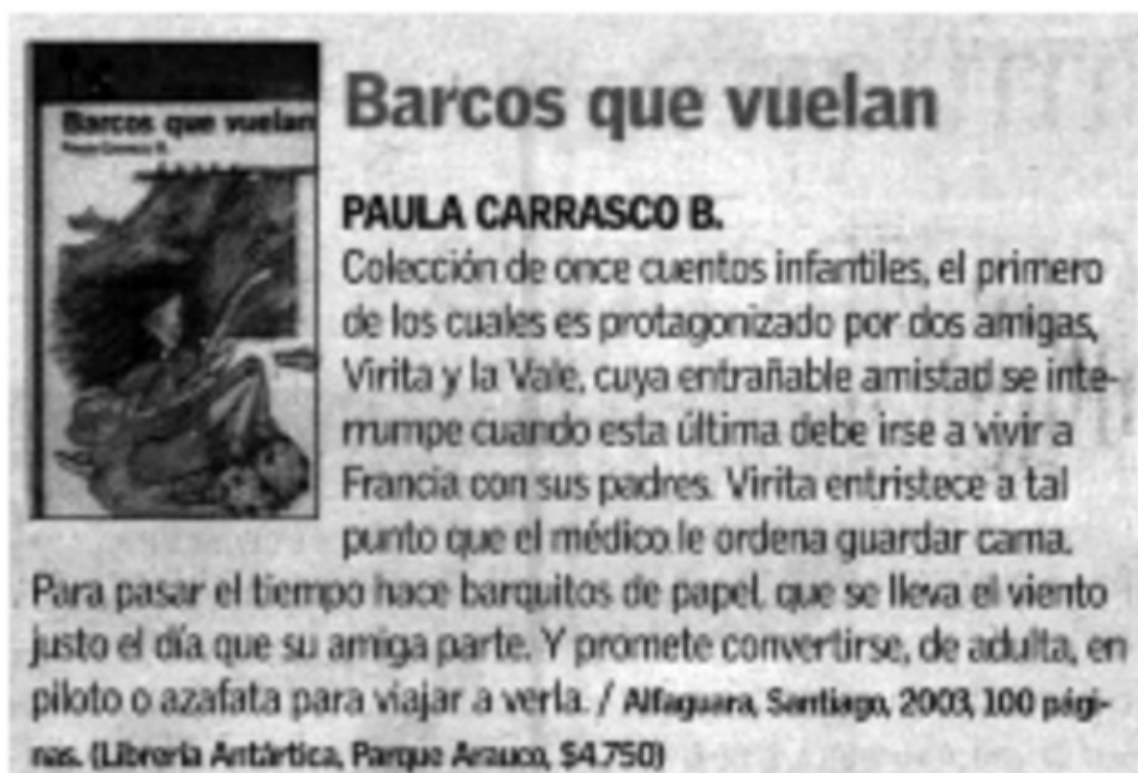 Barcos que vuelan
Barcos que vuelan
PAULA CARRASCO B.
Colección de once cuentos infantiles, el primero
de los cuales es protagonizado por dos amigas,
Virita y la Vale, cuya entrañable amistad se inte-
rrumpe cuando esta última debe irse a vivir a
Francia con sus padres. Virita entristece a tal
punto que el médico le ordena guardar cama.
Para pasar el tiempo hace barquitos de papel, que se lleva el viento
justo el día que su amiga parte. Y promete convertirse, de adulta, en
piloto o azafata para viajar a verla. / Alfaguara, Santiago, 2003, 100 pági-
nas. (Librería Antártica, Parque Arauco, $4.750)